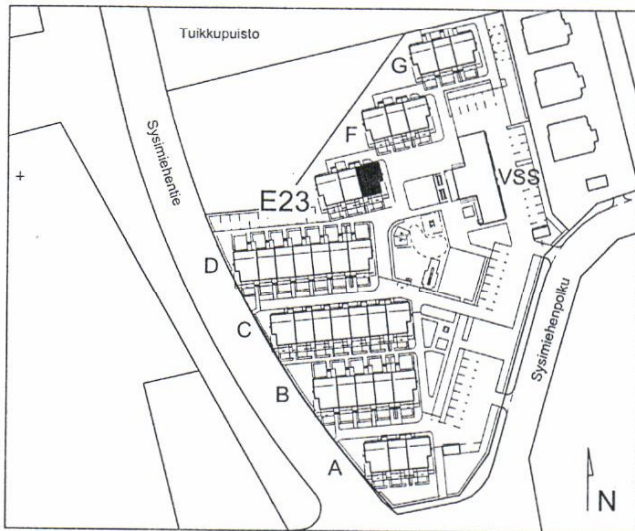 Tuikkupuisto
G
Sysimiehentie
F
VSS
E23
D
C
Sysimiehenpolku
B
A
N